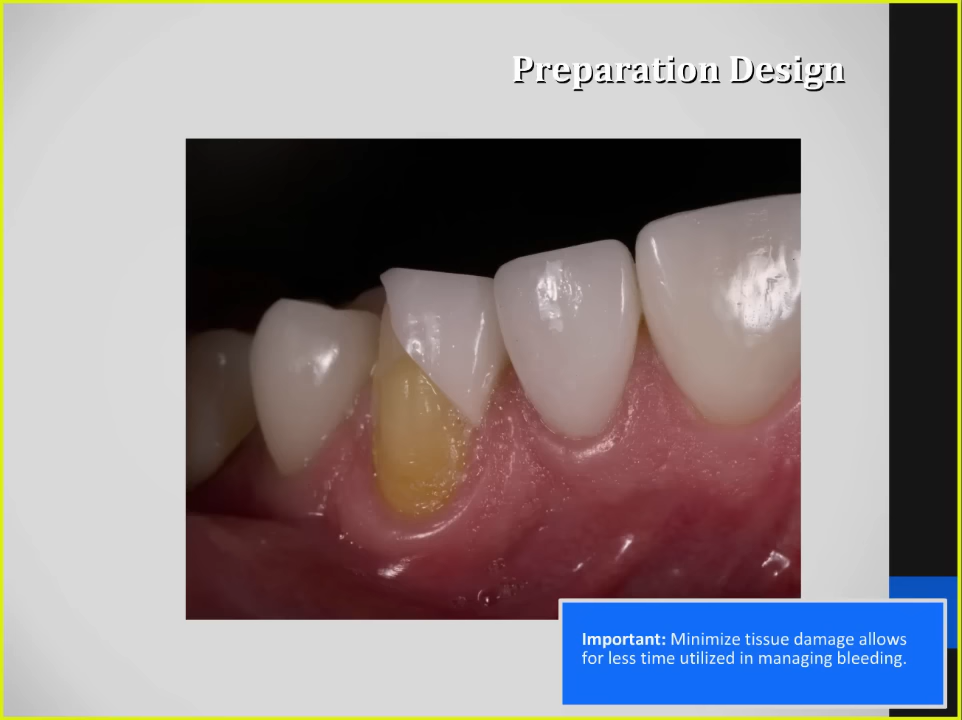 Preparation Design
Important: Minimize tissue damage allows
for less time utilized in managing bleeding.